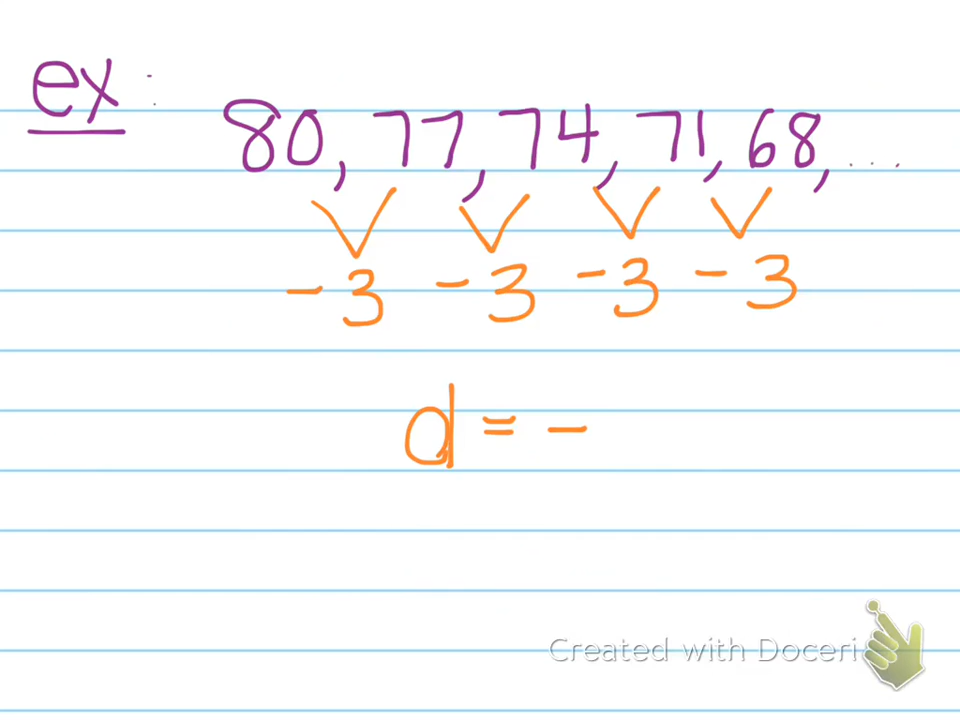 ex:
80, 77, 74, 71, 68, ...
-3 -3 -3 -3
d = -
Created with Doceri